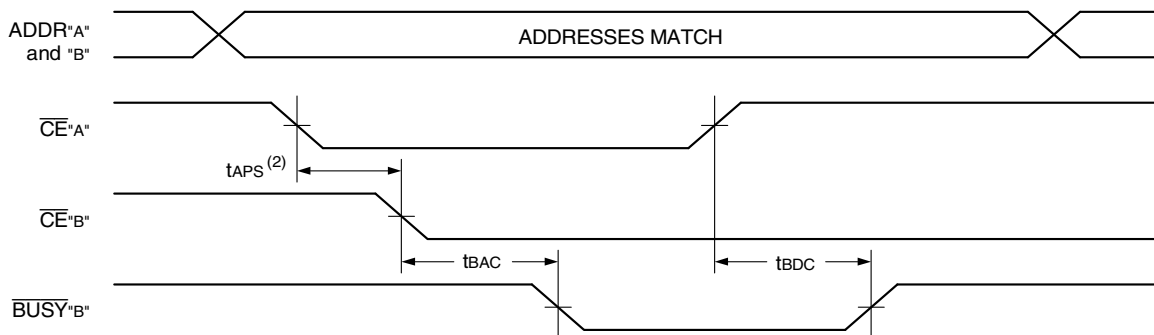 ADDR"A"
and "B"
ADDRESSES MATCH
CE"A"
tAPS(2)
CE"B"
tBAC
tBDC
BUSY"B"